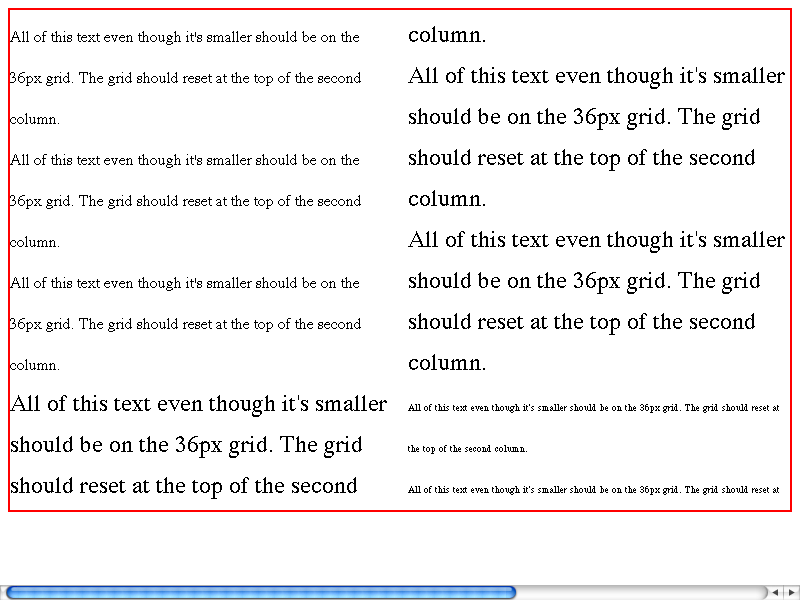 All of this text even though it's smaller should be on the
36px grid. The grid should reset at the top of the second
column.
All of this text even though it's smaller should be on the
36px grid. The grid should reset at the top of the second
column.
All of this text even though it's smaller should be on the
36px grid. The grid should reset at the top of the second
column.
All of this text even though it's smaller
should be on the 36px grid. The grid
should reset at the top of the second
column.
All of this text even though it's smaller
should be on the 36px grid. The grid
should reset at the top of the second
column.
All of this text even though it's smaller
should be on the 36px grid. The grid
should reset at the top of the second
column.
All of this text even though it's smaller should be on the 36px grid. The grid should reset at
the top of the second column.
All of this text even though it's smaller should be on the 36px grid. The grid should reset at